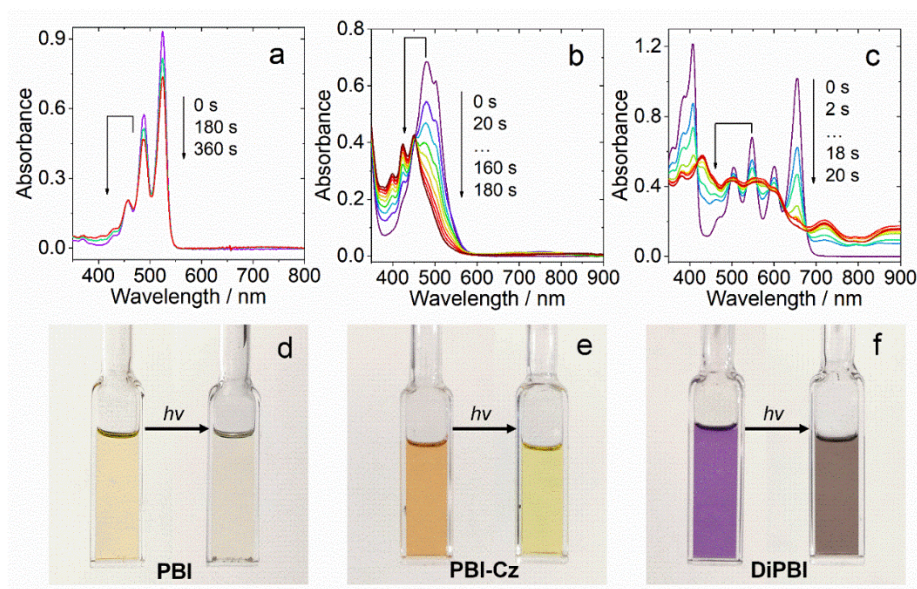 a
0.9
0.6
0.3
0.0
Absorbance
0 s
180 s
360 s
400 500 600 700 800
Wavelength / nm
b
0.8
0.6
0.4
0.2
0.0
Absorbance
0 s
20 s
...
160 s
180 s
400 500 600 700 800 900
Wavelength / nm
c
1.2
0.8
0.4
0.0
Absorbance
0 s
2 s
...
18 s
20 s
400 500 600 700 800 900
Wavelength / nm
d
hv
PBI
e
hv
PBI-Cz
f
hv
DiPBI